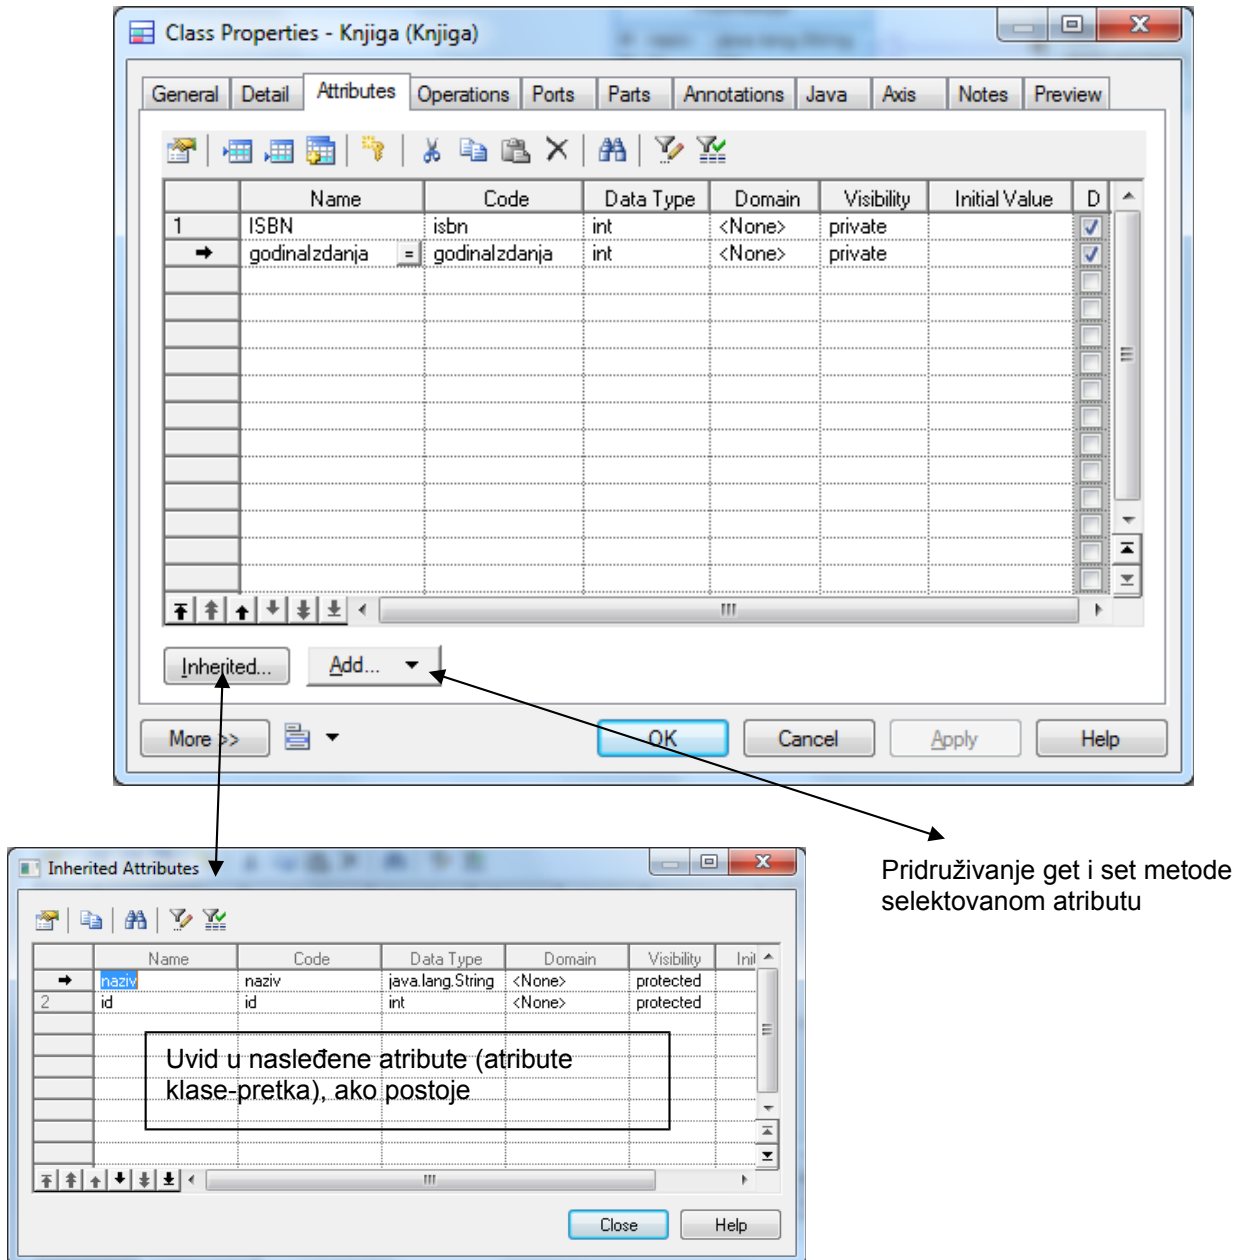 Class Properties - Knjiga (Knjiga)
General Detail Attributes Operations Ports Parts Annotations Java Axis Notes Preview
Name Code Data Type Domain Visibility Initial Value D
1 ISBN isbn int <None> private
godinaIzdanja = godinaIzdanja int <None> private
Inherited... Add...
More >> OK Cancel Apply Help
Inherited Attributes
Name Code Data Type Domain Visibility Init
naziv naziv java.lang.String <None> protected
2 id id int <None> protected
Uvid u nasleđene atribute (atribute
klase-pretka), ako postoje
Close Help
Pridruživanje get i set metode
selektovanom atributu